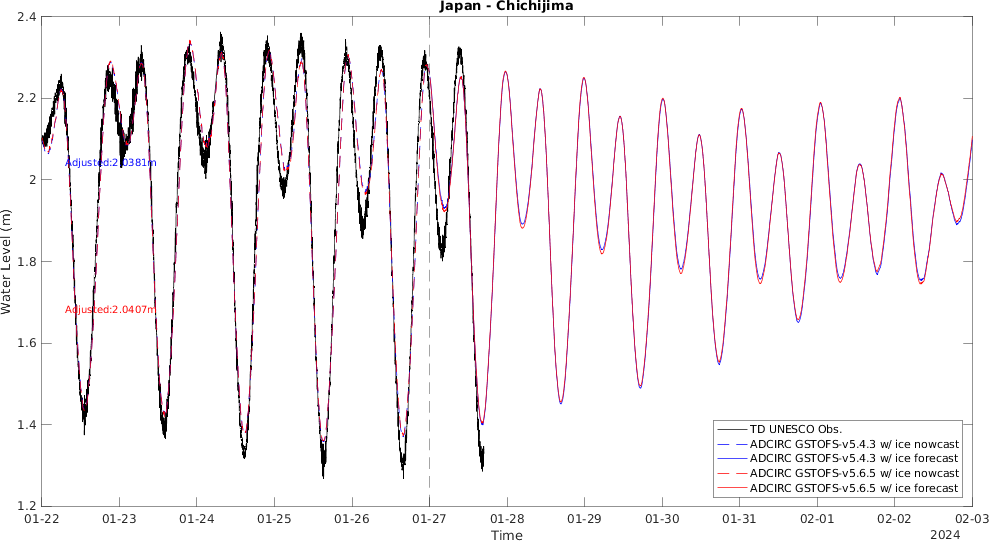 Japan - Chichijima
2.4
2.2
2
1.8
1.6
1.4
1.2
Water Level (m)
Adjusted:2.0381m
Adjusted:2.0407m
TD UNESCO Obs.
ADCIRC GSTOFS-v5.4.3 w/ ice nowcast
ADCIRC GSTOFS-v5.4.3 w/ ice forecast
ADCIRC GSTOFS-v5.6.5 w/ ice nowcast
ADCIRC GSTOFS-v5.6.5 w/ ice forecast
01-22 01-23 01-24 01-25 01-26 01-27 01-28 01-29 01-30 01-31 02-01 02-02 02-03
Time
2024